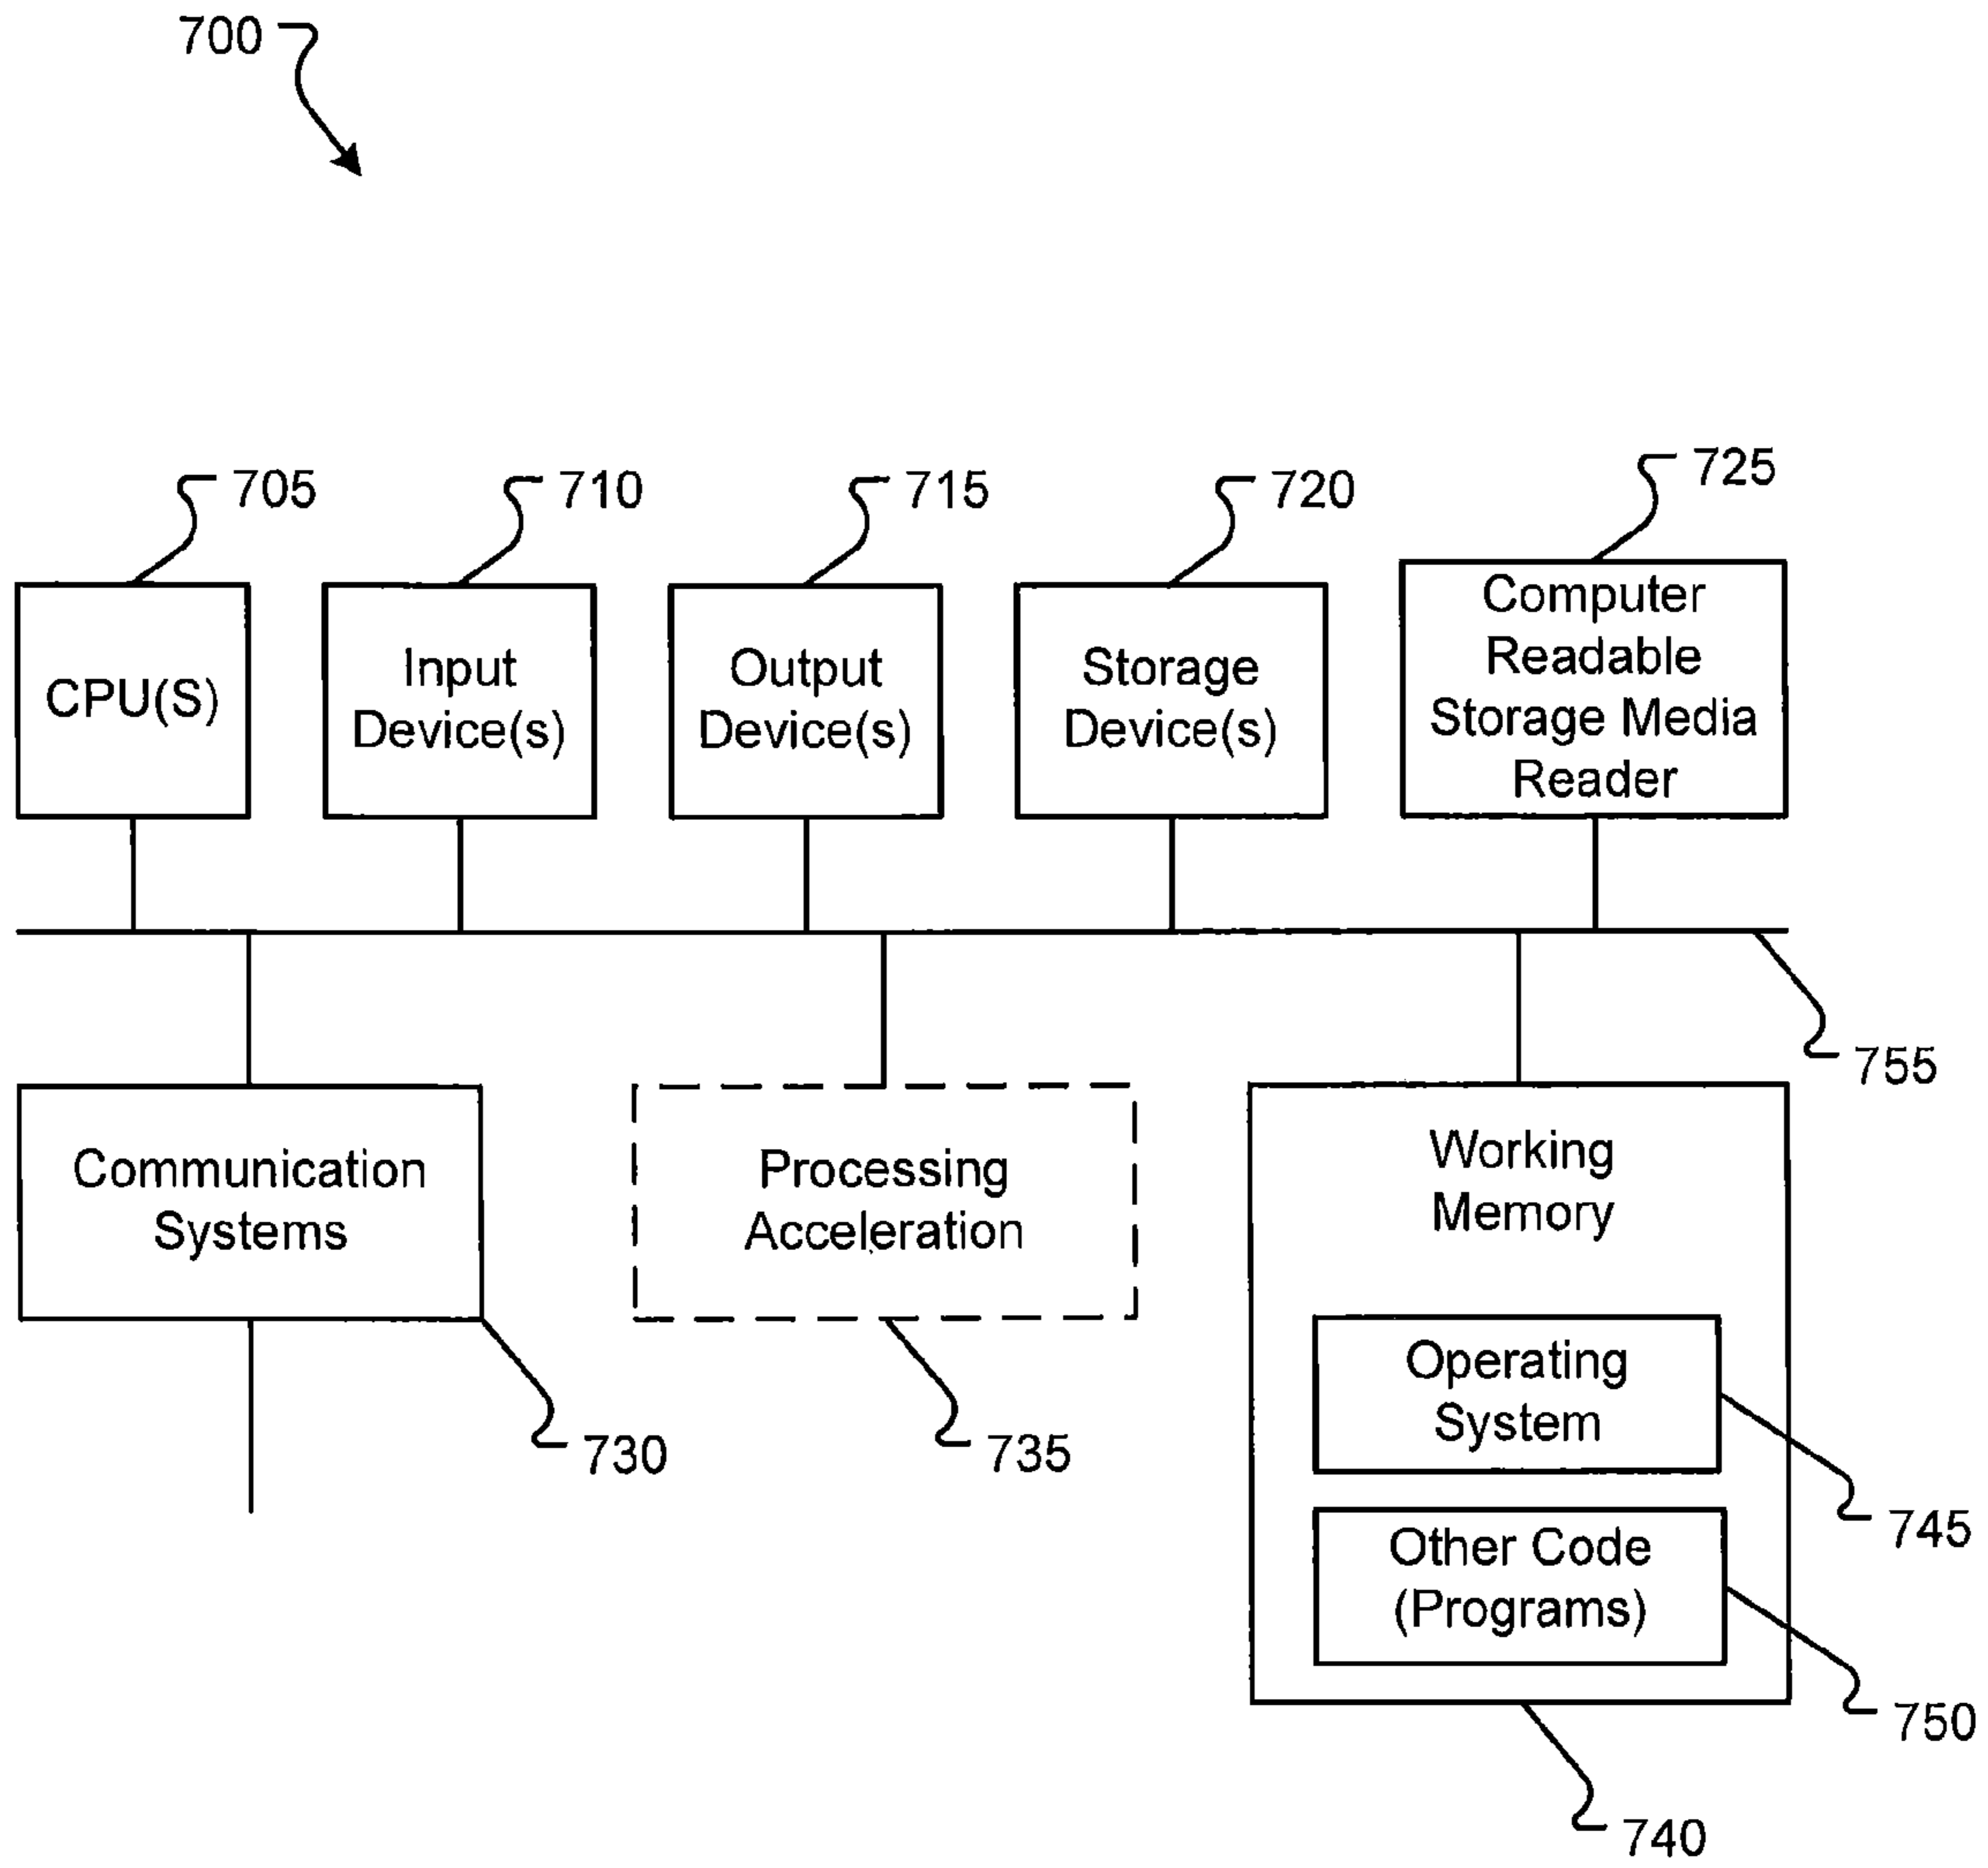 700
705
710
715
720
725
CPU(S)
Input
Device(s)
Output
Device(s)
Storage
Device(s)
Computer
Readable
Storage Media
Reader
755
Communication
Systems
Processing
Acceleration
Working
Memory
Operating
System
730
735
745
Other Code
(Programs)
750
740